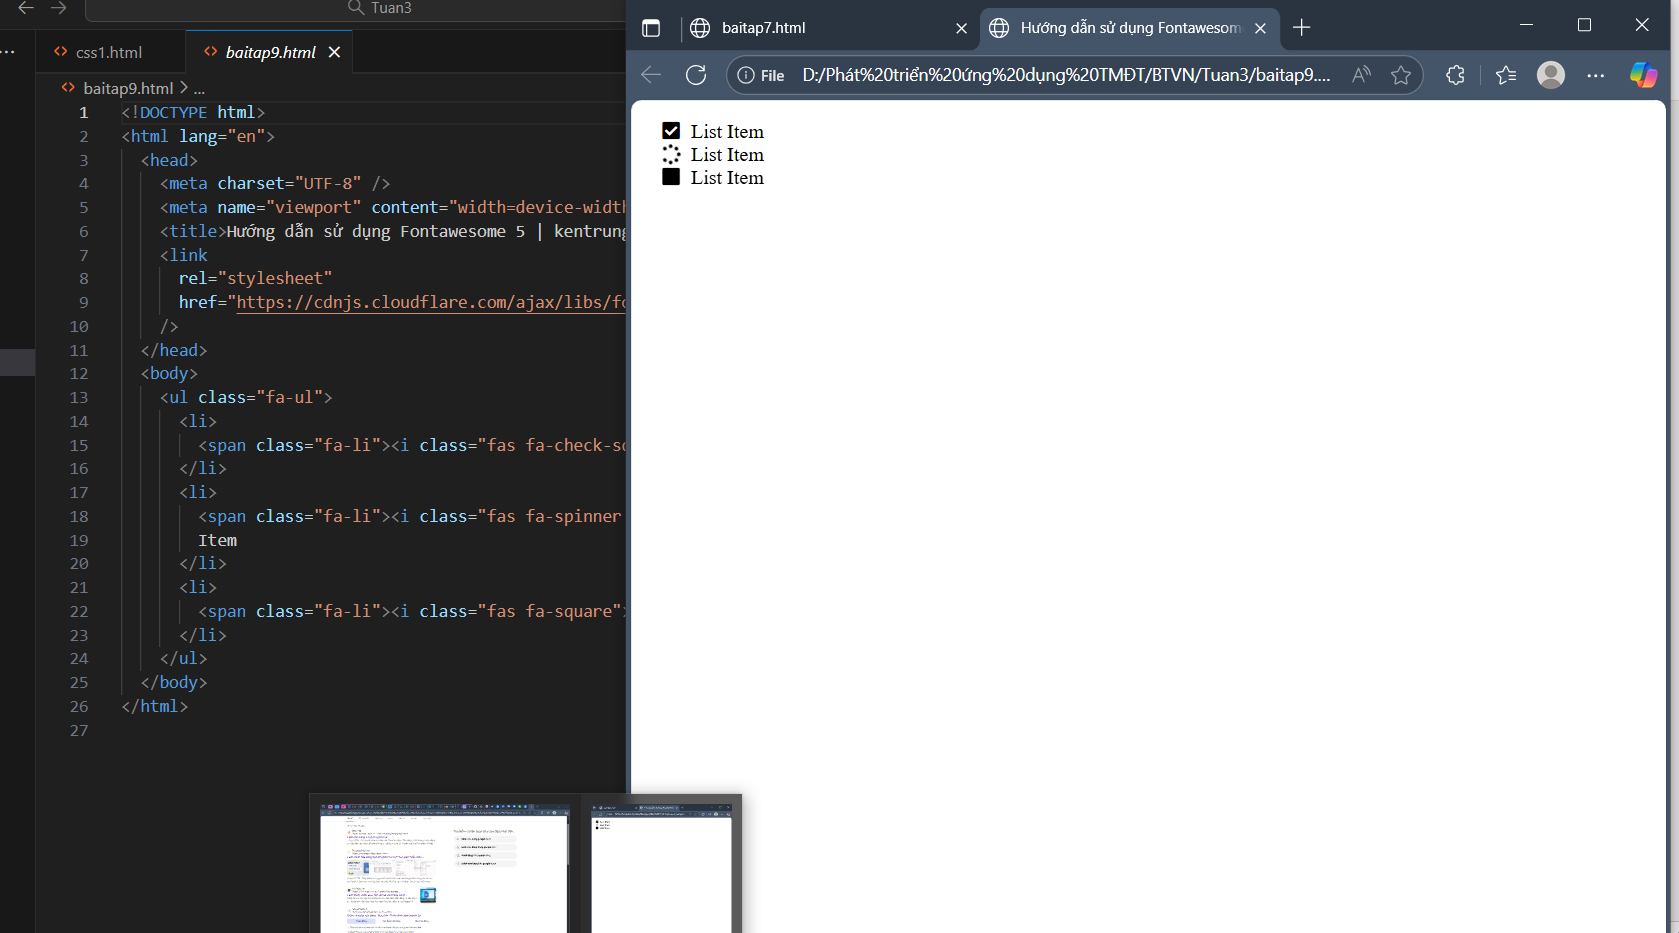 Tuan3
css1.html
baitap9.html
baitap9.html > ...
1 <!DOCTYPE html>
2 <html lang="en">
3 <head>
4 <meta charset="UTF-8" />
5 <meta name="viewport" content="width=device-width
6 <title>Hướng dẫn sử dụng Fontawesome 5 | kentrung
7 <link
8 rel="stylesheet"
9 href="https://cdnjs.cloudflare.com/ajax/libs/fo
10 />
11 </head>
12 <body>
13 <ul class="fa-ul">
14 <li>
15 <span class="fa-li"><i class="fas fa-check-sq
16 </li>
17 <li>
18 <span class="fa-li"><i class="fas fa-spinner
19 Item
20 </li>
21 <li>
22 <span class="fa-li"><i class="fas fa-square">
23 </li>
24 </ul>
25 </body>
26 </html>
27
baitap7.html
Hướng dẫn sử dụng Fontawesom
File D:/Phát%20triển%20ứng%20dụng%20TMĐT/BTVN/Tuan3/baitap9....
List Item
List Item
List Item